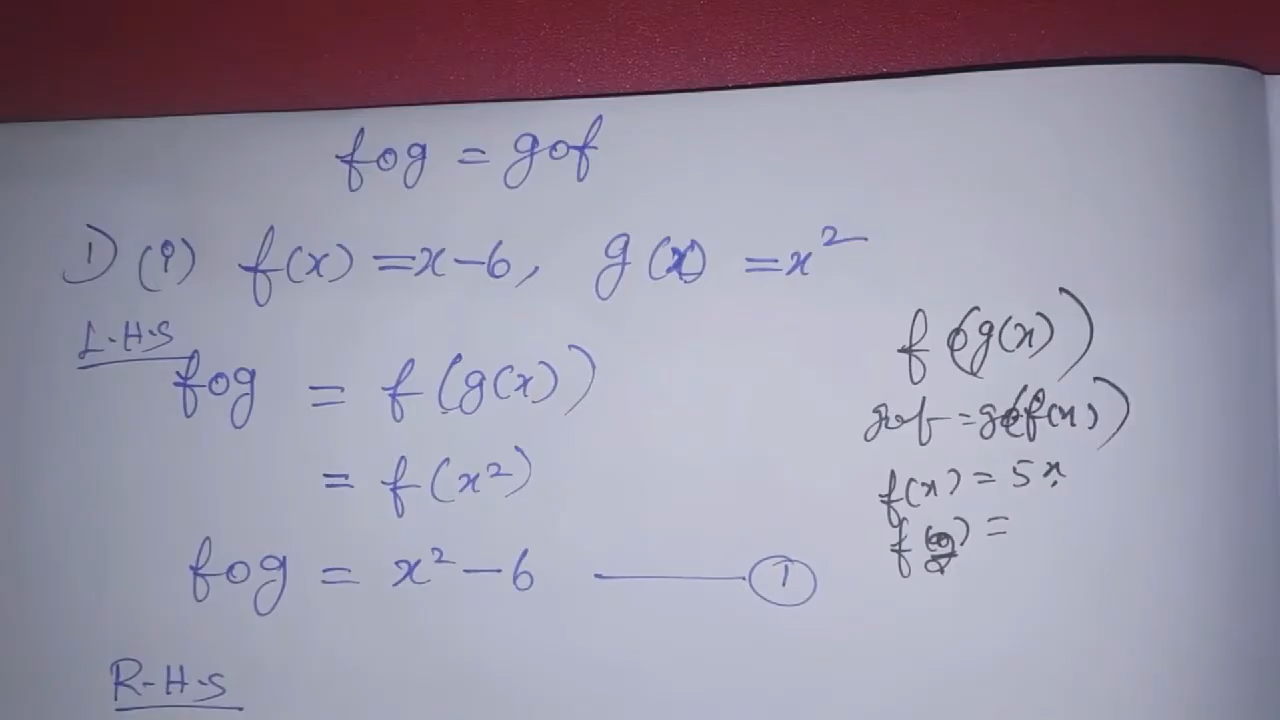 fog = gof
1) (i) f(x) = x-6, g(x) = x²
L.H.S
fog = f(g(x))
= f(x²)
fog = x² - 6 —— ①
R.H.S
f(g(x))
gof = g(f(x))
f(x) = 5x
f( ) =